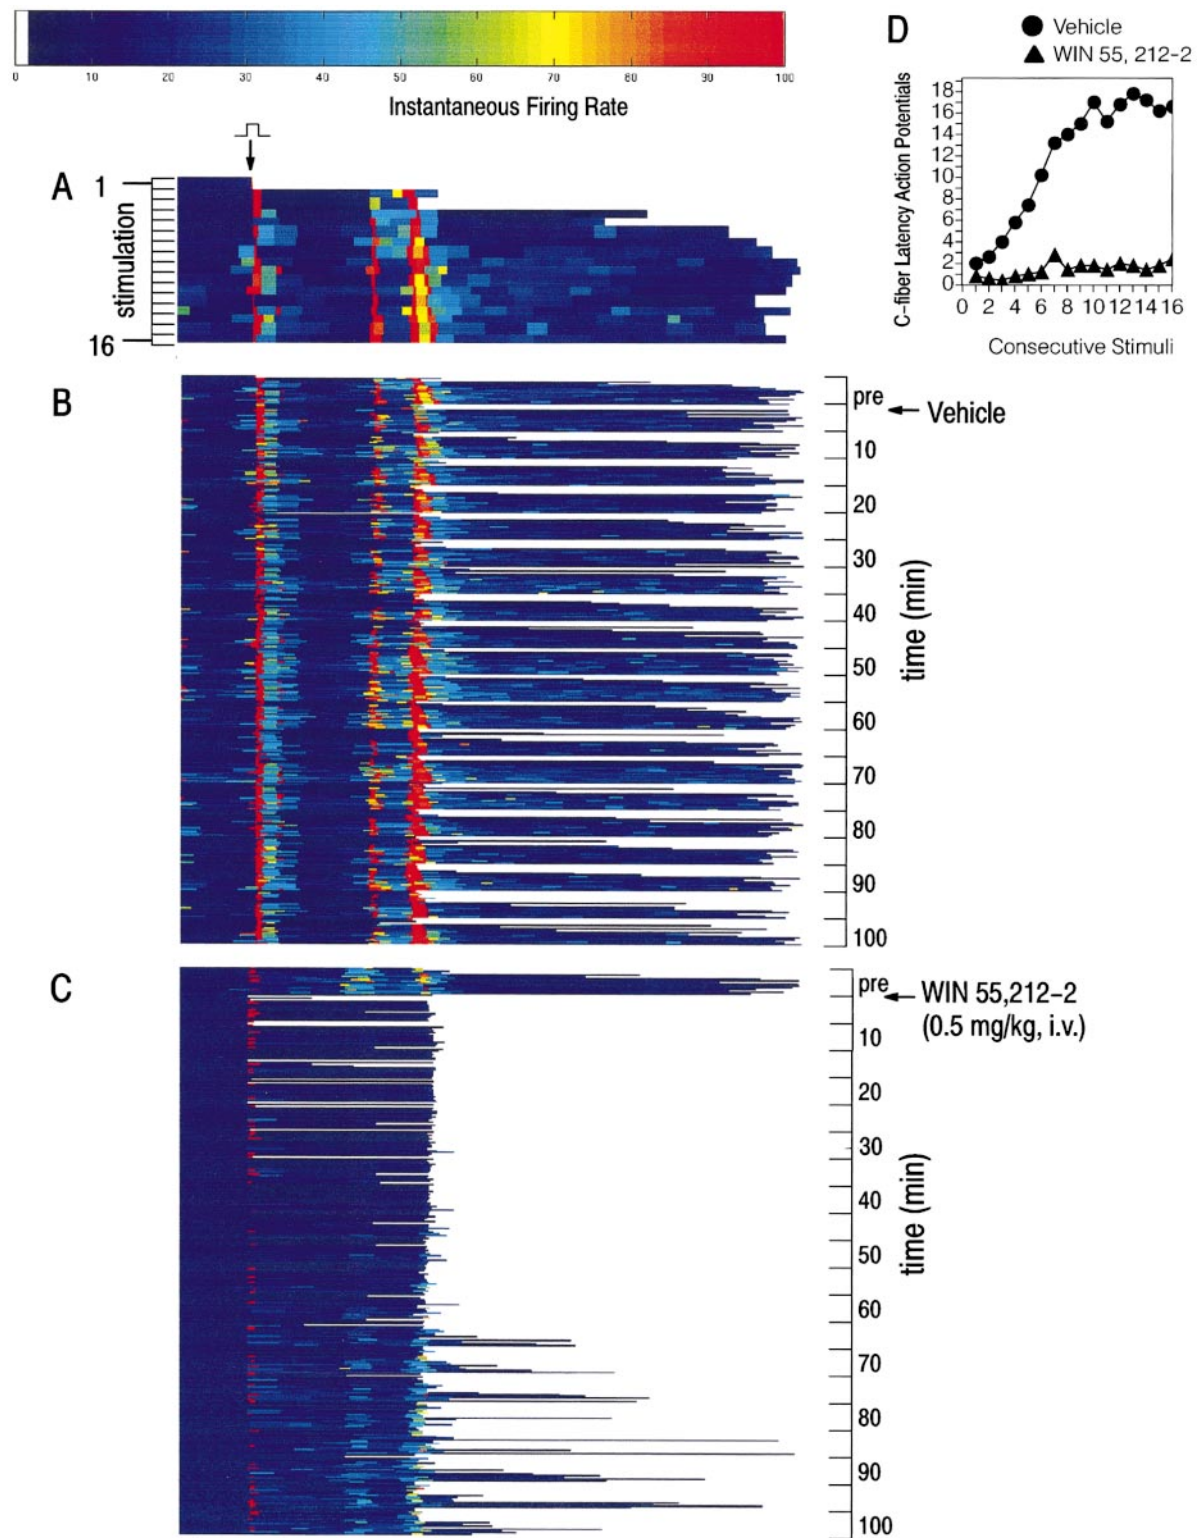 0 10 20 30 40 50 60 70 80 90 100
Instantaneous Firing Rate
D
Vehicle
WIN 55, 212-2
C-fiber Latency Action Potentials
18
16
14
12
10
8
6
4
2
0
0 2 4 6 8 10 12 14 16
Consecutive Stimuli
A
1
stimulation
16
B
pre
Vehicle
10
20
30
40
50
60
70
80
90
100
time (min)
C
pre
WIN 55,212-2
(0.5 mg/kg, i.v.)
10
20
30
40
50
60
70
80
90
100
time (min)